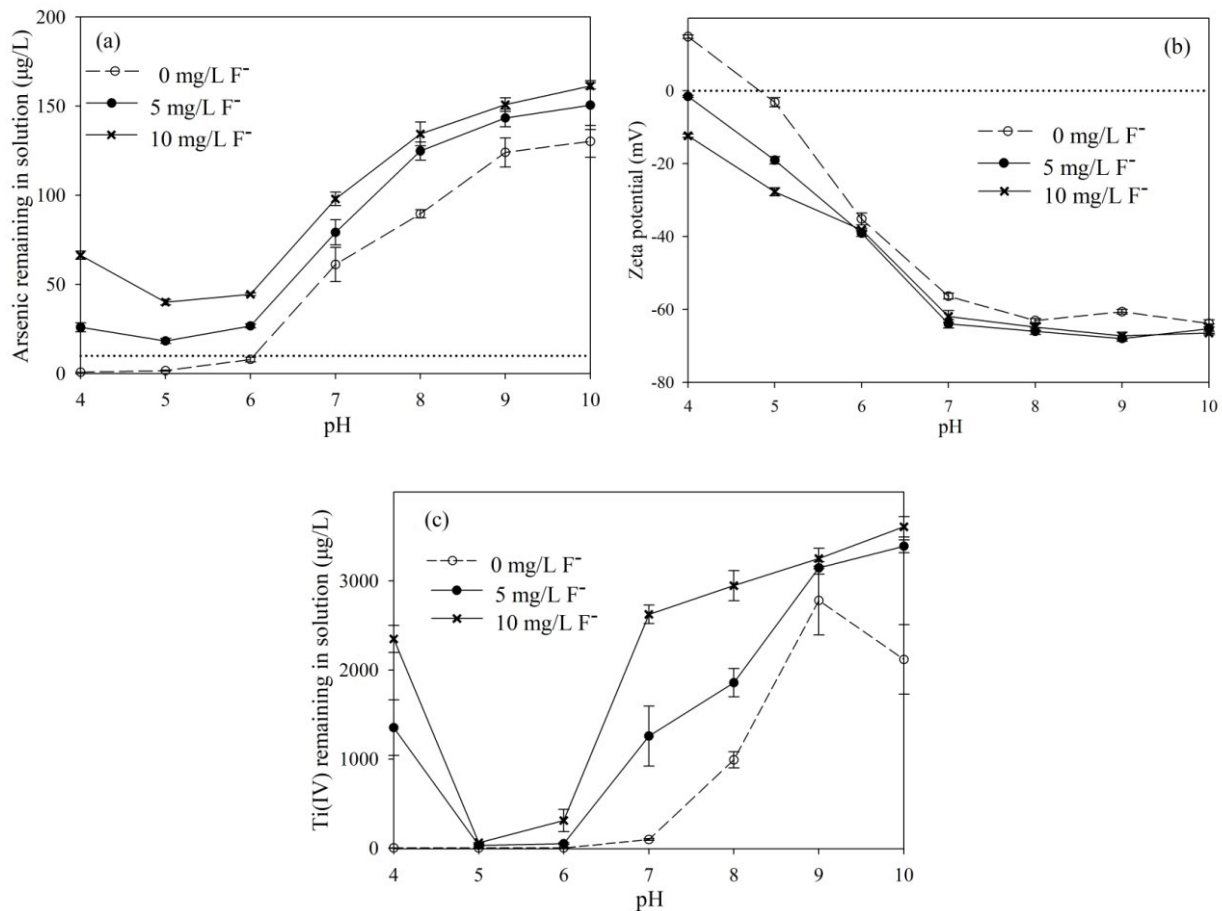 (a)
Arsenic remaining in solution (µg/L)
200
150
100
50
0
0 mg/L F⁻
5 mg/L F⁻
10 mg/L F⁻
4 5 6 7 8 9 10
pH
(b)
Zeta potential (mV)
0
-20
-40
-60
-80
0 mg/L F⁻
5 mg/L F⁻
10 mg/L F⁻
4 5 6 7 8 9 10
pH
(c)
Ti(IV) remaining in solution (µg/L)
3000
2000
1000
0
0 mg/L F⁻
5 mg/L F⁻
10 mg/L F⁻
4 5 6 7 8 9 10
pH